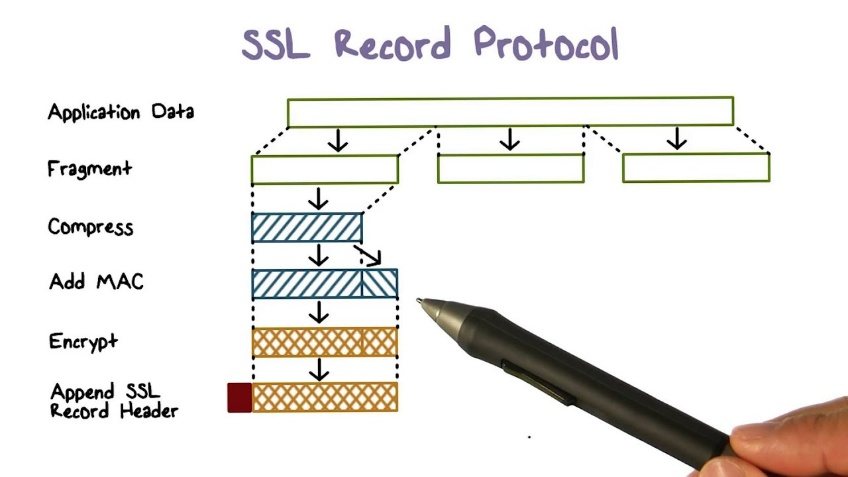 SSL Record Protocol
Application Data
Fragment
Compress
Add MAC
Encrypt
Append SSL
Record Header